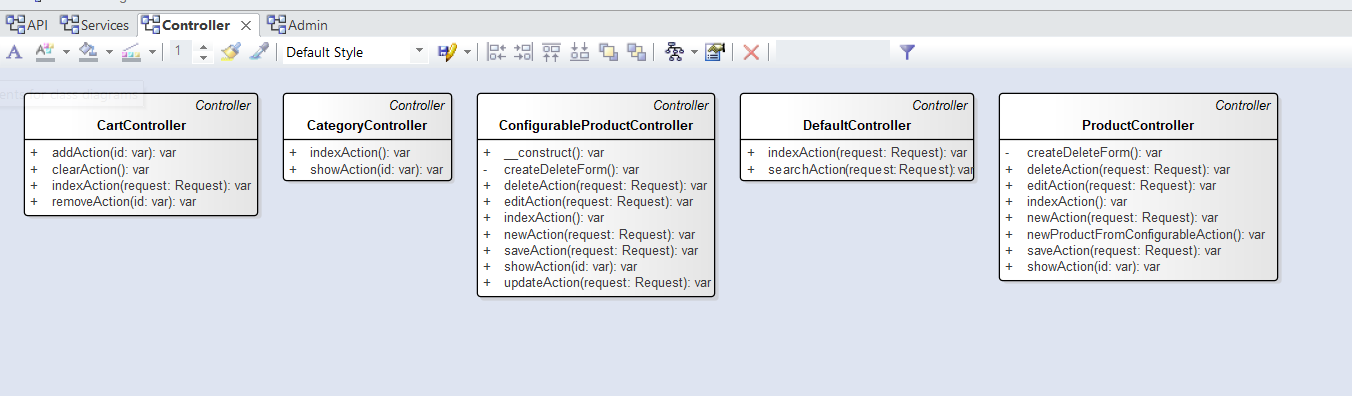 API Services Controller Admin
1 Default Style
Controller
CartController
+ addAction(id: var): var
+ clearAction(): var
+ indexAction(request: Request): var
+ removeAction(id: var): var
Controller
CategoryController
+ indexAction(): var
+ showAction(id: var): var
Controller
ConfigurableProductController
+ __construct(): var
- createDeleteForm(): var
+ deleteAction(request: Request): var
+ editAction(request: Request): var
+ indexAction(): var
+ newAction(request: Request): var
+ saveAction(request: Request): var
+ showAction(id: var): var
+ updateAction(request: Request): var
Controller
DefaultController
+ indexAction(request: Request): var
+ searchAction(request: Request): var
Controller
ProductController
- createDeleteForm(): var
+ deleteAction(request: Request): var
+ editAction(request: Request): var
+ indexAction(): var
+ newAction(request: Request): var
+ newProductFromConfigurableAction(): var
+ saveAction(request: Request): var
+ showAction(id: var): var